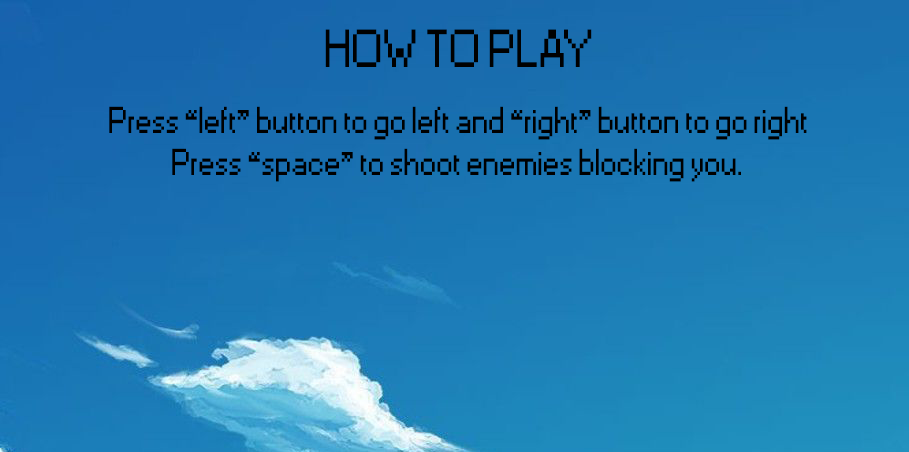 HOW TO PLAY
Press “left” button to go left and “right” button to go right
Press “space” to shoot enemies blocking you.